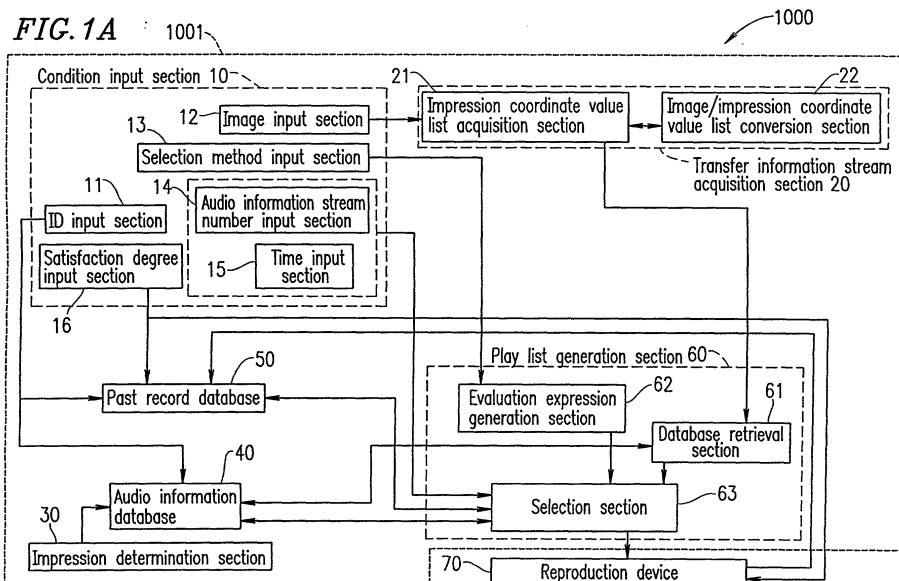 FIG. 1A
1000
1001
Condition input section 10
12
Image input section
13
Selection method input section
11
ID input section
14
Audio information stream
number input section
15
Time input
section
Satisfaction degree
input section
16
21
Impression coordinate value
list acquisition section
22
Image/impression coordinate
value list conversion section
Transfer information stream
acquisition section 20
50
Past record database
40
Audio information
database
30
Impression determination section
Play list generation section 60
62
Evaluation expression
generation section
61
Database retrieval
section
63
Selection section
70
Reproduction device